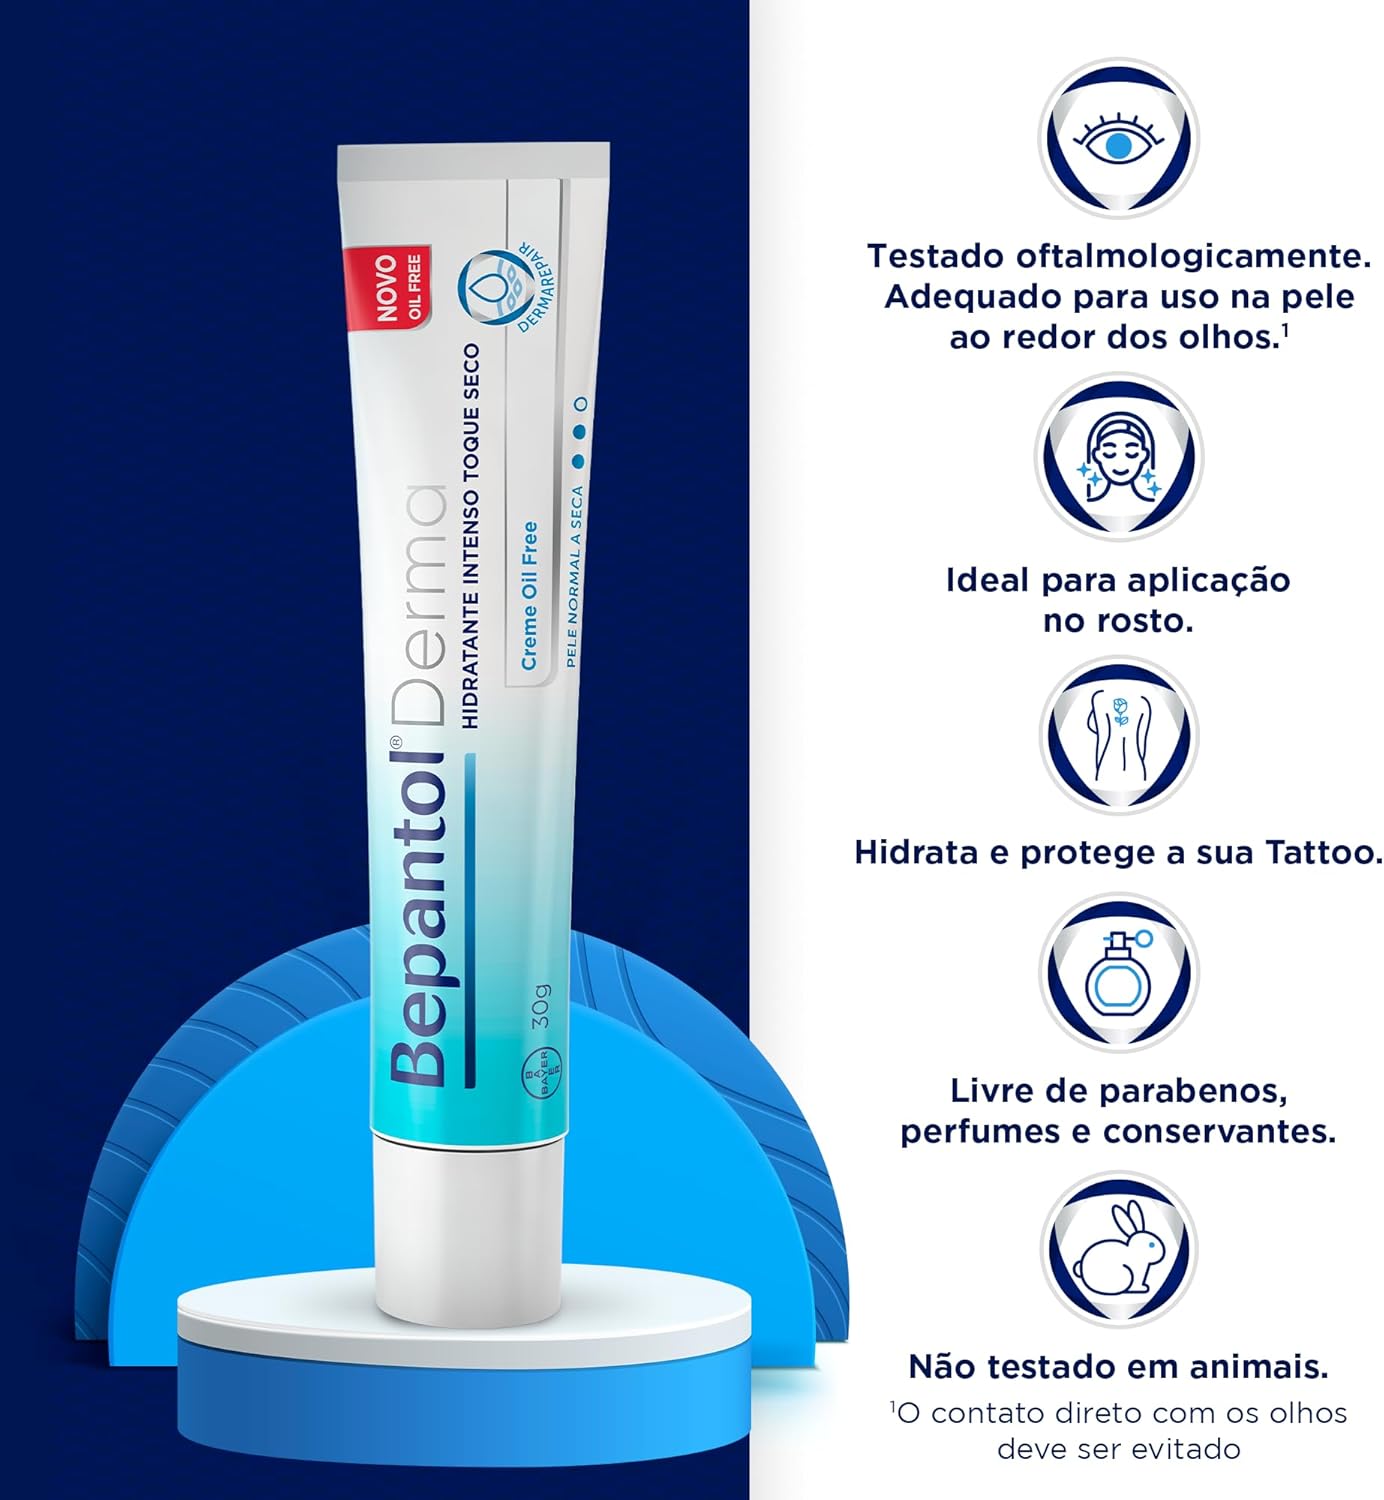 NOVO
OIL FREE
DERMAREPAIR
Bepantol® Derma
HIDRATANTE INTENSO TOQUE SECO
Creme Oil Free
PELE NORMAL A SECA
30g
BAYER
BAYER
Testado oftalmologicamente.
Adequado para uso na pele
ao redor dos olhos.¹
Ideal para aplicação
no rosto.
Hidrata e protege a sua Tattoo.
Livre de parabenos,
perfumes e conservantes.
Não testado em animais.
¹O contato direto com os olhos
deve ser evitado